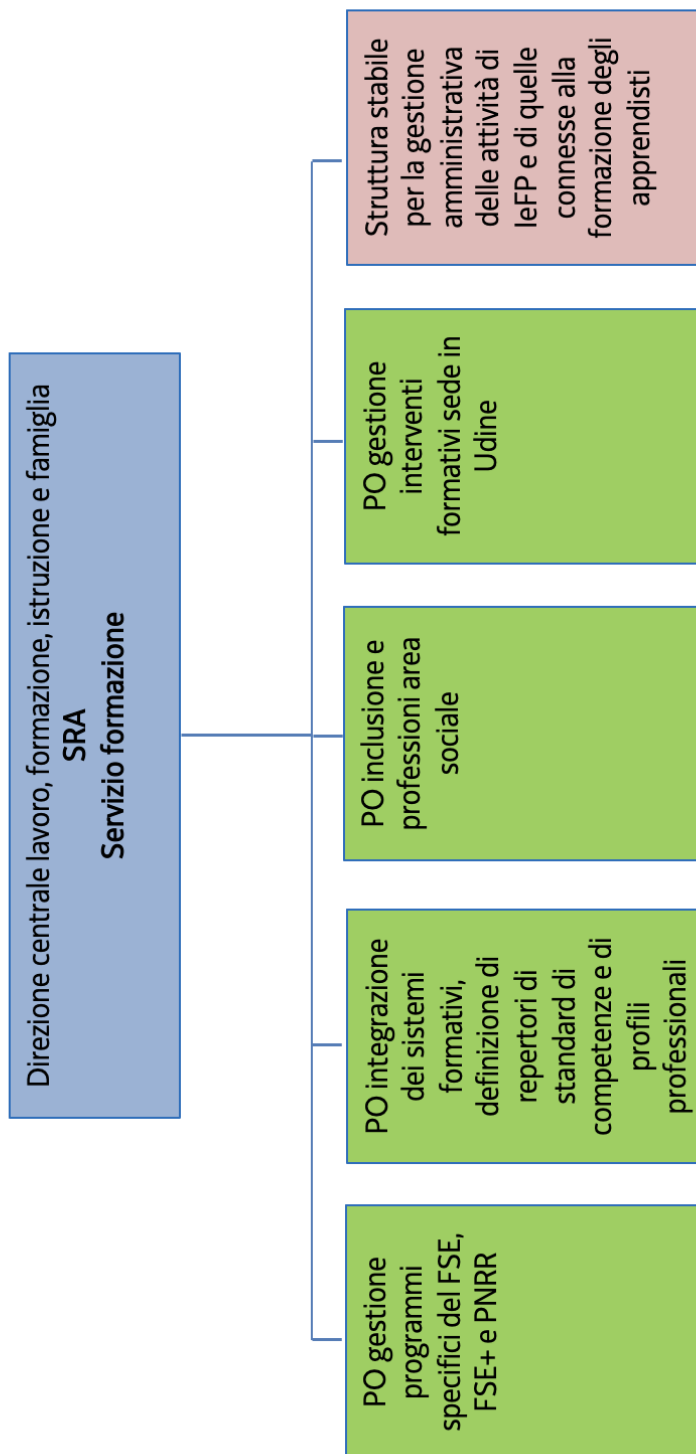 Direzione centrale lavoro, formazione, istruzione e famiglia
SRA
Servizio formazione
PO gestione
programmi
specifici del FSE,
FSE+ e PNRR
PO integrazione
dei sistemi
formativi,
definizione di
repertori di
standard di
competenze e di
profili
professionali
PO inclusione e
professioni area
sociale
PO gestione
interventi
formativi sede in
Udine
Struttura stabile
per la gestione
amministrativa
delle attività di
IeFP e di quelle
connesse alla
formazione degli
apprendisti